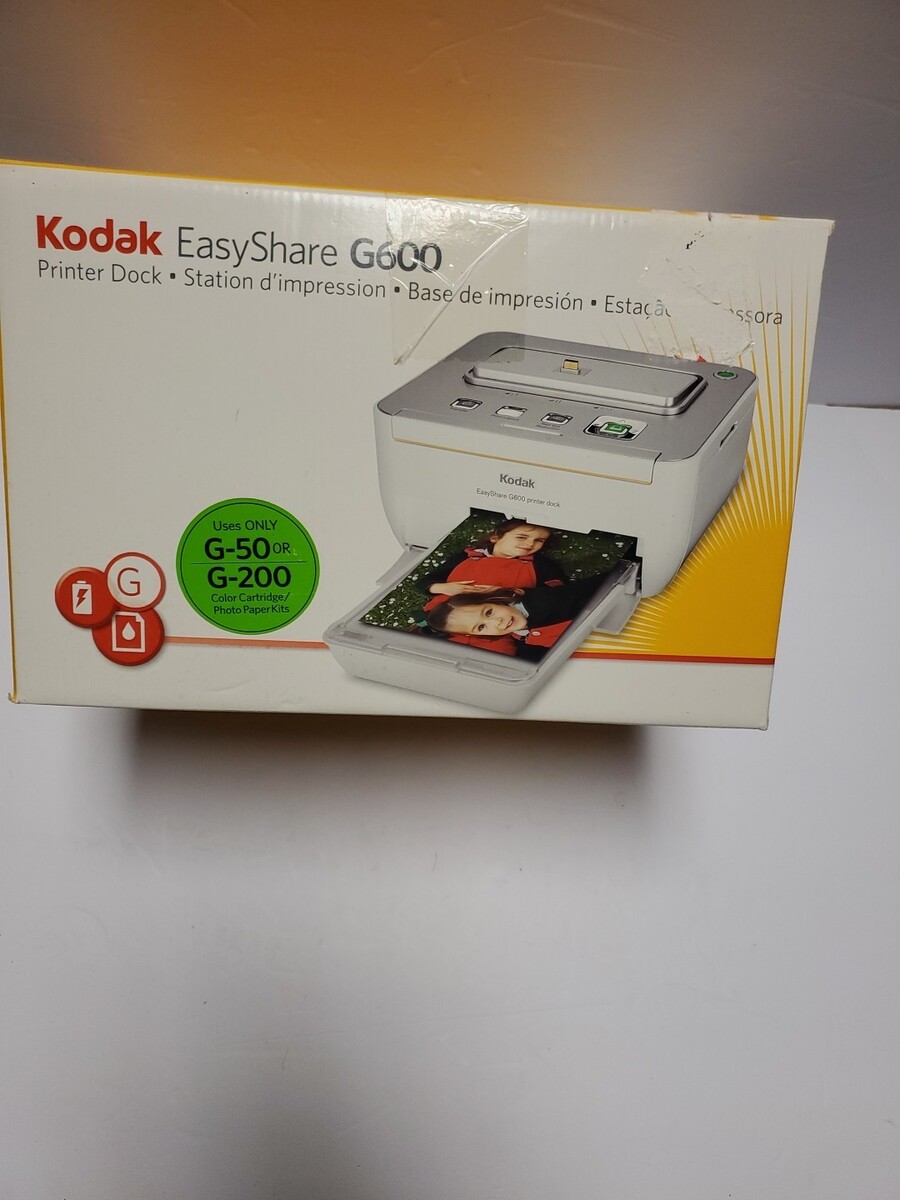 Kodak EasyShare G600
Printer Dock • Station d'impression • Base de impresión •
Kodak
EasyShare G600 printer dock
Uses ONLY
G-50 OR
G-200
Color Cartridge/
Photo Paper Kits
G